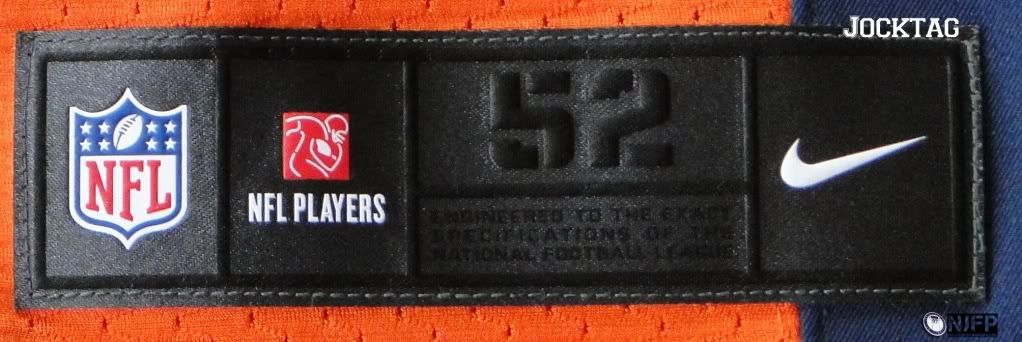 JOCKTAG
NFL
NFL PLAYERS
52
ENGINEERED TO THE EXACT
SPECIFICATIONS OF THE
NATIONAL FOOTBALL LEAGUE
NJFP